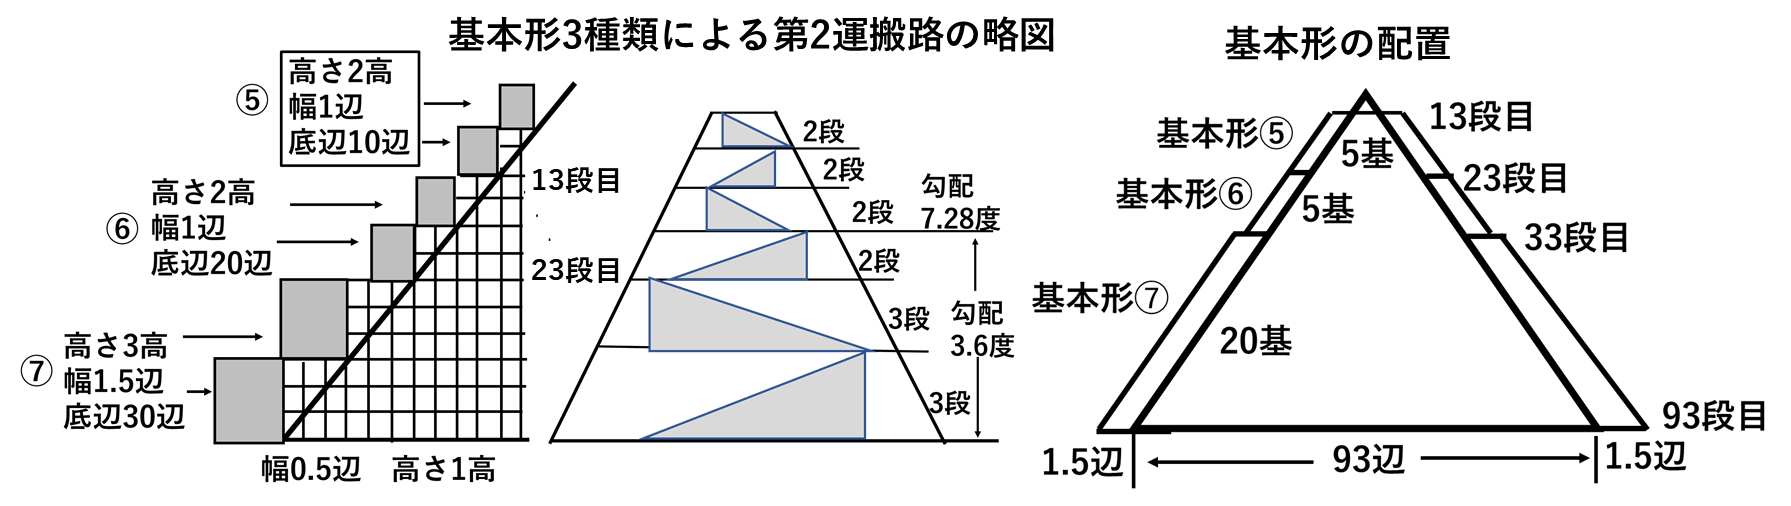 基本形3種類による第2運搬路の略図
⑤
高さ2高
幅1辺
底辺10辺
⑥
高さ2高
幅1辺
底辺20辺
⑦
高さ3高
幅1.5辺
底辺30辺
13段目
23段目
幅0.5辺
高さ1高
2段
2段
2段
2段
3段
3段
勾配
7.28度
勾配
3.6度
基本形の配置
基本形⑤
基本形⑥
基本形⑦
5基
5基
20基
13段目
23段目
33段目
93段目
1.5辺
93辺
1.5辺